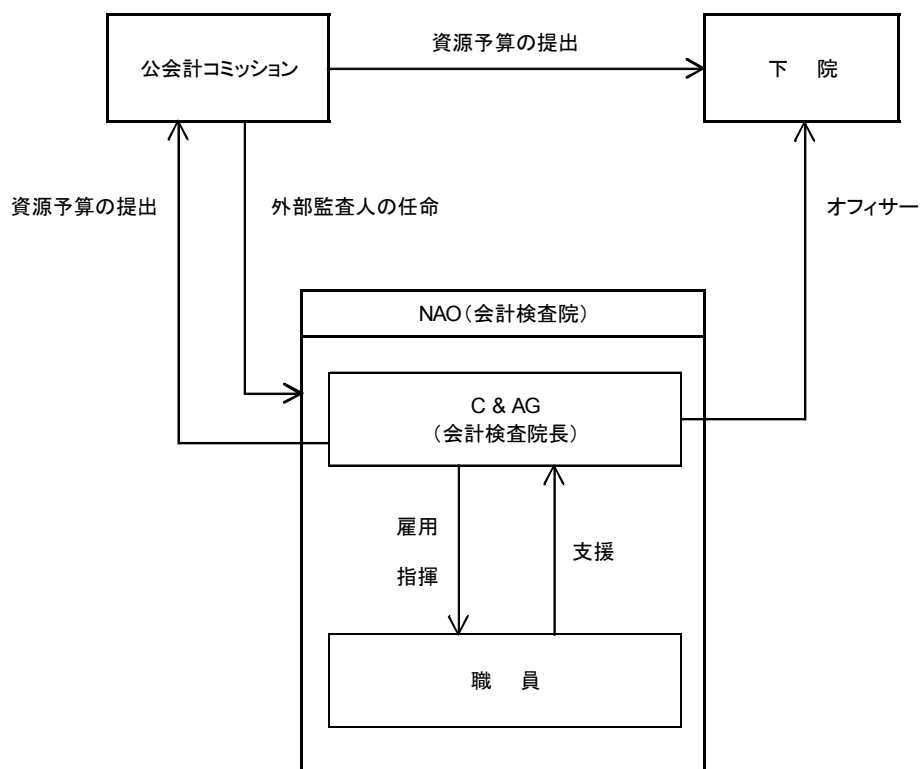 資源予算の提出
公会計コミッション
下 院
資源予算の提出
外部監査人の任命
オフィサー
NAO(会計検査院)
C & AG
(会計検査院長)
雇用
指揮
支援
職 員